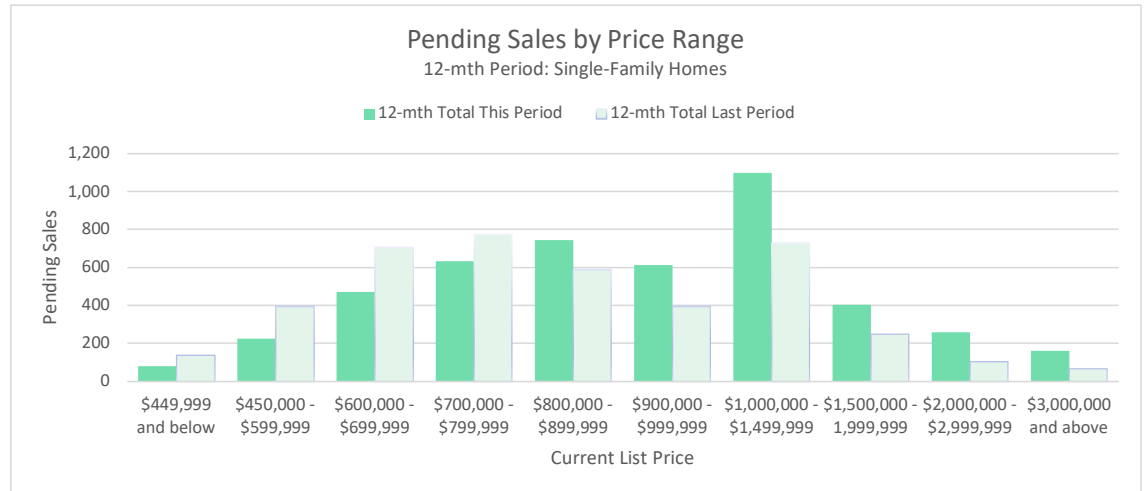 Pending Sales by Price Range
12-mth Period: Single-Family Homes
12-mth Total This Period 12-mth Total Last Period
1,200
1,000
800
600
400
200
0
Pending Sales
$449,999 $450,000 - $600,000 - $700,000 - $800,000 - $900,000 - $1,000,000 - $1,500,000 - $2,000,000 - $3,000,000
and below $599,999 $699,999 $799,999 $899,999 $999,999 $1,499,999 1,999,999 $2,999,999 and above
Current List Price